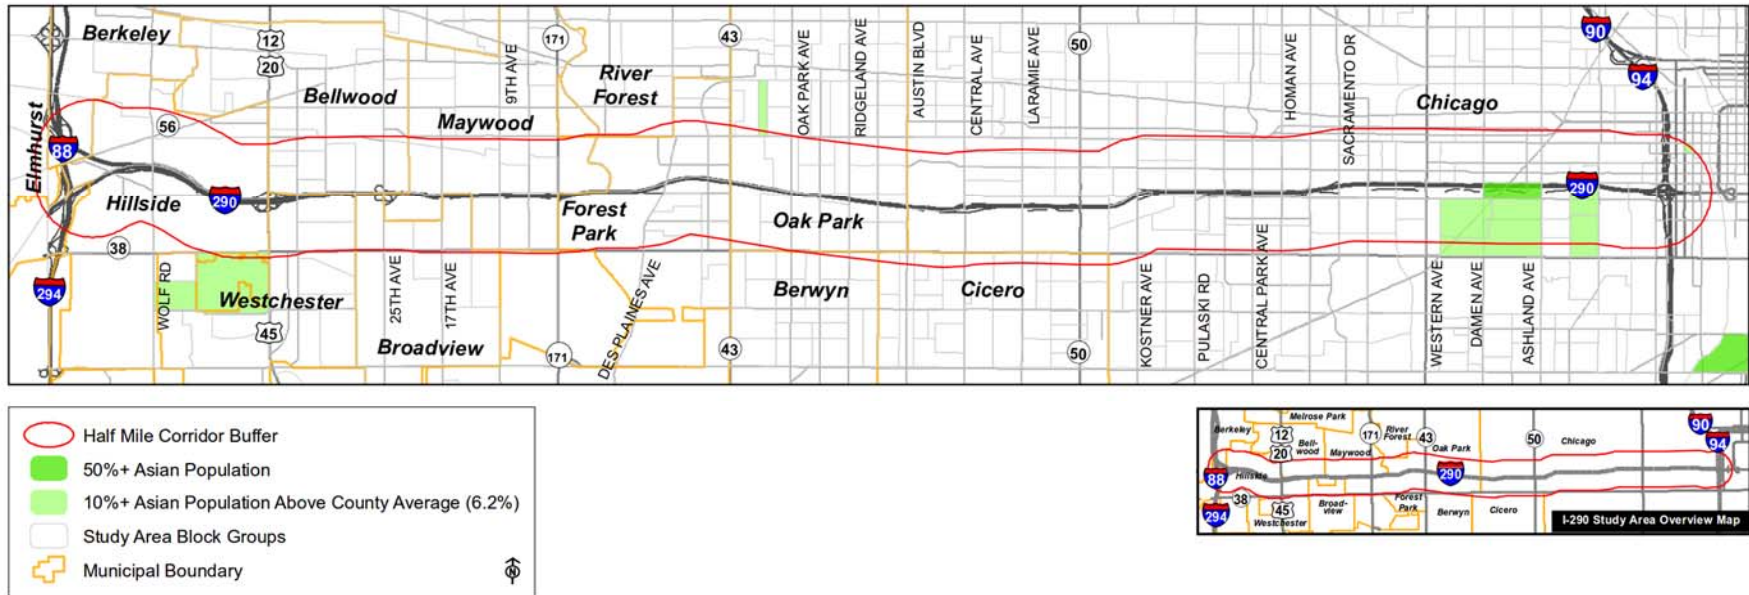 Berkeley
12
20
9TH AVE
171
River
Forest
43
OAK PARK AVE
RIDGELAND AVE
AUSTIN BLVD
CENTRAL AVE
LARAMIE AVE
50
HOMAN AVE
SACRAMENTO DR
90
94
Chicago
Bellwood
Maywood
56
Elmhurst
88
Hillside
290
Forest
Park
Oak Park
290
38
294
WOLF RD
Westchester
45
25TH AVE
17TH AVE
Broadview
171
DES PLAINES AVE
43
Berwyn
Cicero
50
KOSTNER AVE
PULASKI RD
CENTRAL PARK AVE
WESTERN AVE
DAMEN AVE
ASHLAND AVE
Half Mile Corridor Buffer
50%+ Asian Population
10%+ Asian Population Above County Average (6.2%)
Study Area Block Groups
Municipal Boundary
N
Melrose Park
Berkeley
12
20
Bell-
wood
Maywood
171
River
Forest
43
Oak Park
50
Chicago
90
94
88
Hillside
290
38
294
45
Westchester
Broad-
view
Forest
Park
Berwyn
Cicero
I-290 Study Area Overview Map